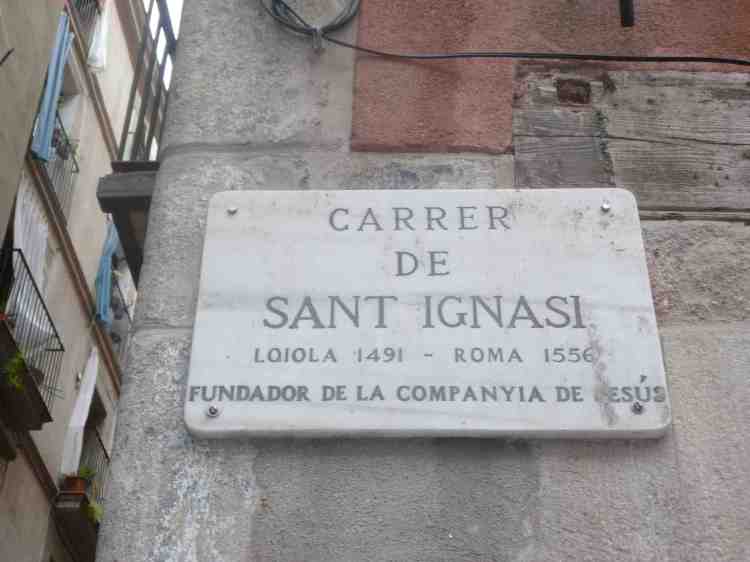 CARRER
DE
SANT IGNASI
LOIOLA 1491 - ROMA 1556
FUNDADOR DE LA COMPANYIA DE JESÚS